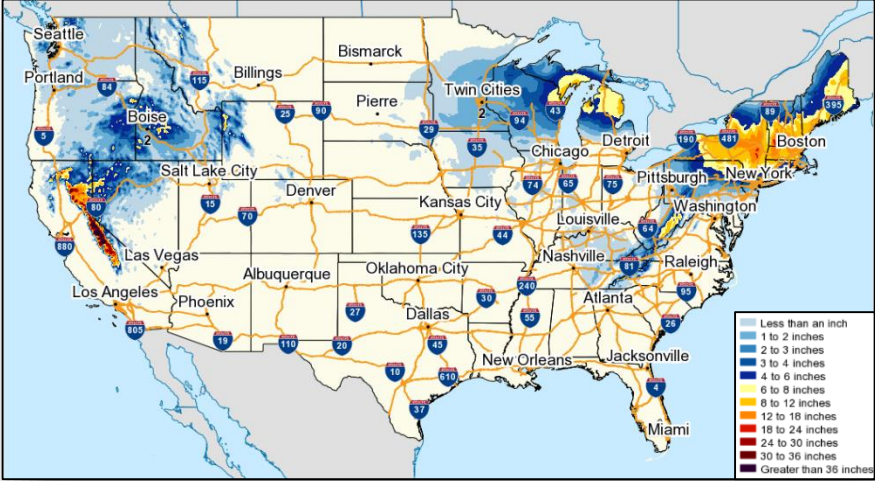 Seattle
Bismarck
Portland
84
115
Billings
Twin Cities
395
Boise
25
90
Pierre
2
43
89
5
2
29
94
190
481
Boston
35
Chicago
Detroit
Salt Lake City
74
65
75
Pittsburgh
New York
80
15
Denver
Kansas City
Washington
70
Louisville
64
880
135
44
Las Vegas
Nashville
81
Raleigh
Albuquerque
Oklahoma City
240
95
Los Angeles
Phoenix
27
30
Atlanta
805
Dallas
55
26
19
110
20
45
New Orleans
Jacksonville
10
610
4
37
Miami
Less than an inch
1 to 2 inches
2 to 3 inches
3 to 4 inches
4 to 6 inches
6 to 8 inches
8 to 12 inches
12 to 18 inches
18 to 24 inches
24 to 30 inches
30 to 36 inches
Greater than 36 inches